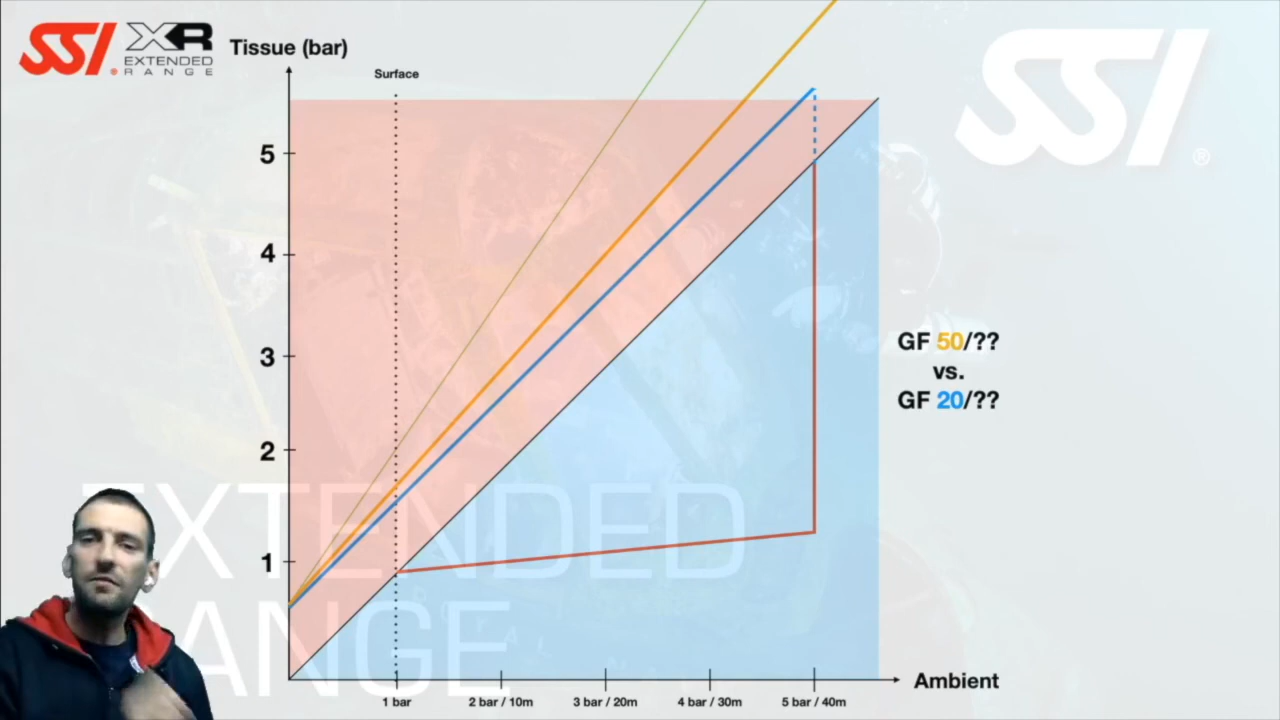 SSI XR
EXTENDED
RANGE
Tissue (bar)
SSI
®
Surface
5
4
3
2
1
GF 50/??
vs.
GF 20/??
EXTENDED
RANGE
Ambient
1 bar
2 bar / 10m
3 bar / 20m
4 bar / 30m
5 bar / 40m